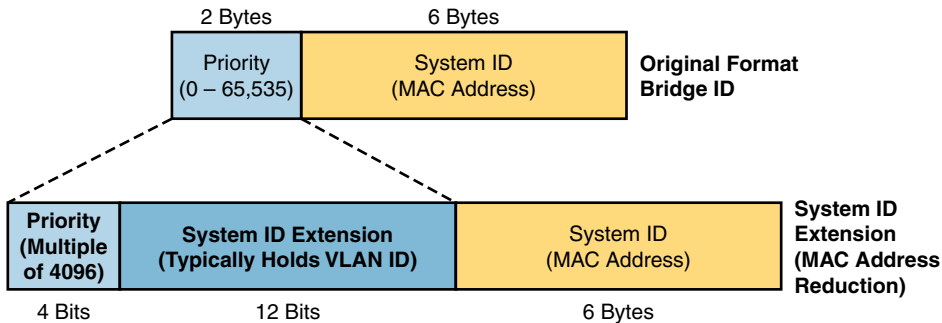 2 Bytes
6 Bytes
Priority
(0 – 65,535)
System ID
(MAC Address)
Original Format
Bridge ID
Priority
(Multiple
of 4096)
System ID Extension
(Typically Holds VLAN ID)
System ID
(MAC Address)
System ID
Extension
(MAC Address
Reduction)
4 Bits
12 Bits
6 Bytes